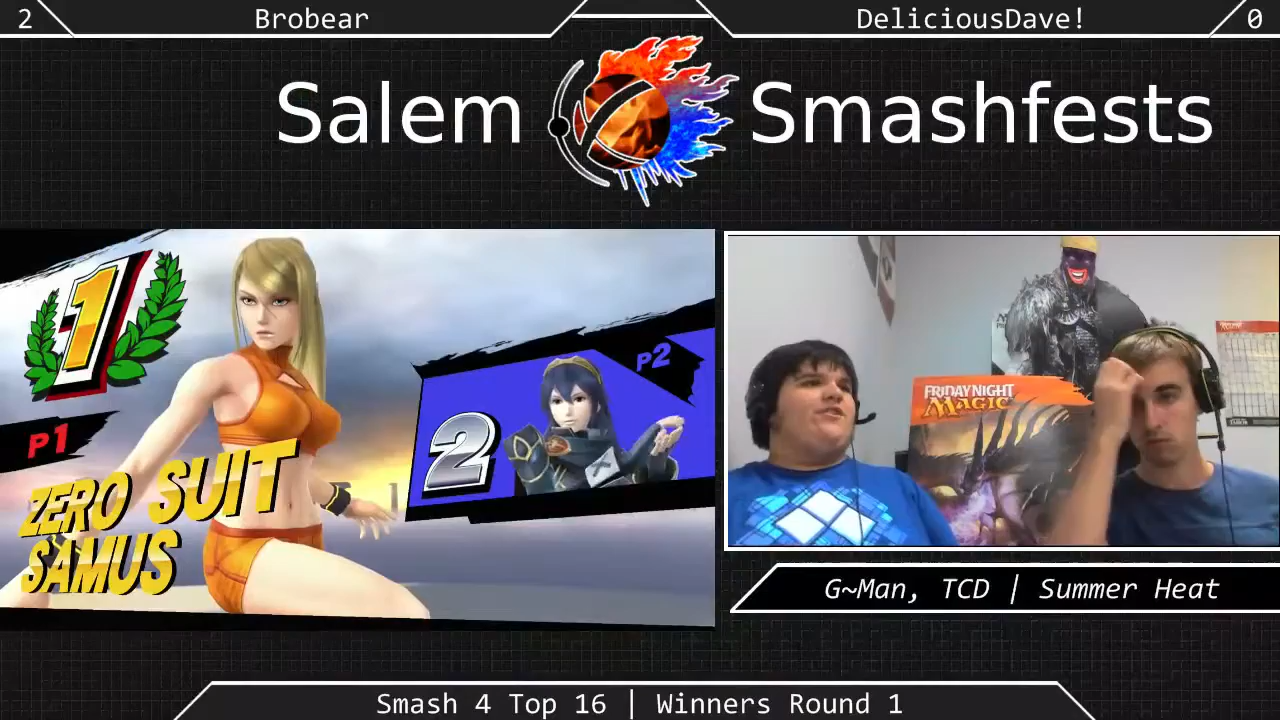 2
Brobear
DeliciousDave!
0
Salem
Smashfests
1
P1
ZERO SUIT
SAMUS
2
P2
FRIDAY NIGHT
MAGIC
G~Man, TCD | Summer Heat
Smash 4 Top 16 | Winners Round 1